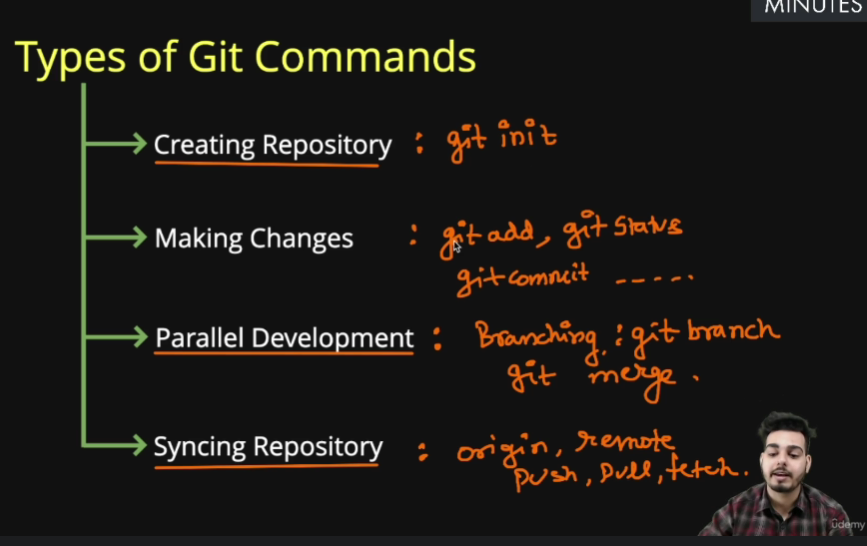 MINUTES
Types of Git Commands
Creating Repository : git init
Making Changes : git add, git status
git commit -----.
Parallel Development : Branching : git branch
git merge.
Syncing Repository : origin, remote
push, pull, fetch.
ûdemy